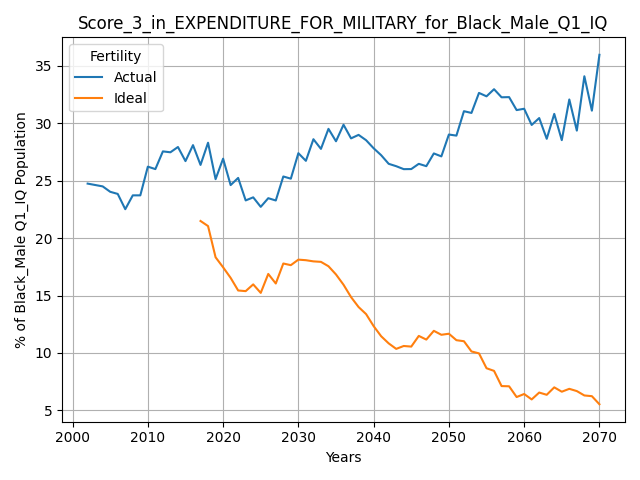 Score_3_in_EXPENDITURE_FOR_MILITARY_for_Black_Male_Q1_IQ
Fertility
Actual
Ideal
% of Black_Male Q1_IQ Population
35
30
25
20
15
10
5
2000 2010 2020 2030 2040 2050 2060 2070
Years